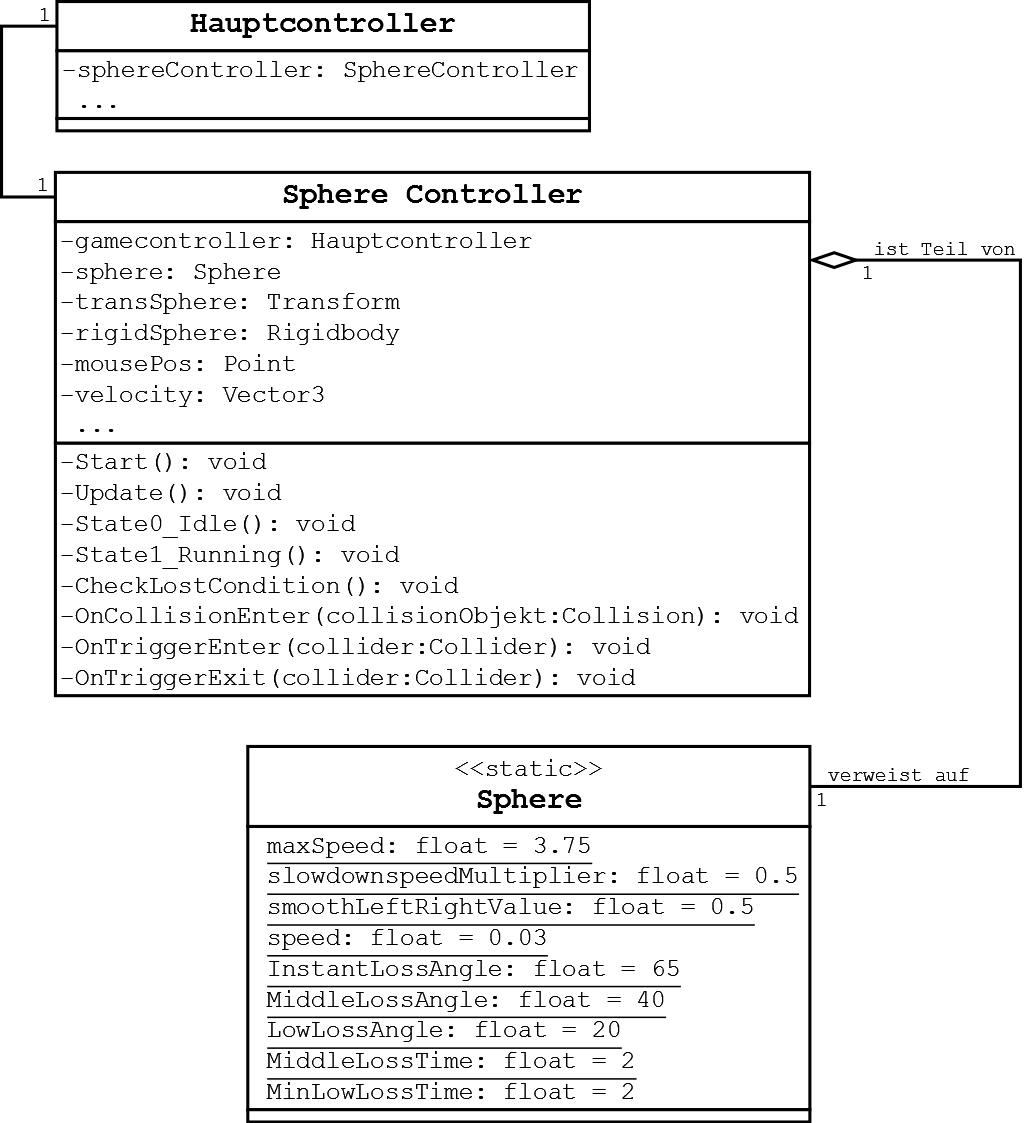 1
Hauptcontroller
-sphereController: SphereController
...
1
Sphere Controller
-gamecontroller: Hauptcontroller
-sphere: Sphere
-transSphere: Transform
-rigidSphere: Rigidbody
-mousePos: Point
-velocity: Vector3
...
-Start(): void
-Update(): void
-State0_Idle(): void
-State1_Running(): void
-CheckLostCondition(): void
-OnCollisionEnter(collisionObjekt:Collision): void
-OnTriggerEnter(collider:Collider): void
-OnTriggerExit(collider:Collider): void
ist Teil von
1
<<static>>
Sphere
verweist auf
1
maxSpeed: float = 3.75
slowdownspeedMultiplier: float = 0.5
smoothLeftRightValue: float = 0.5
speed: float = 0.03
InstantLossAngle: float = 65
MiddleLossAngle: float = 40
LowLossAngle: float = 20
MiddleLossTime: float = 2
MinLowLossTime: float = 2